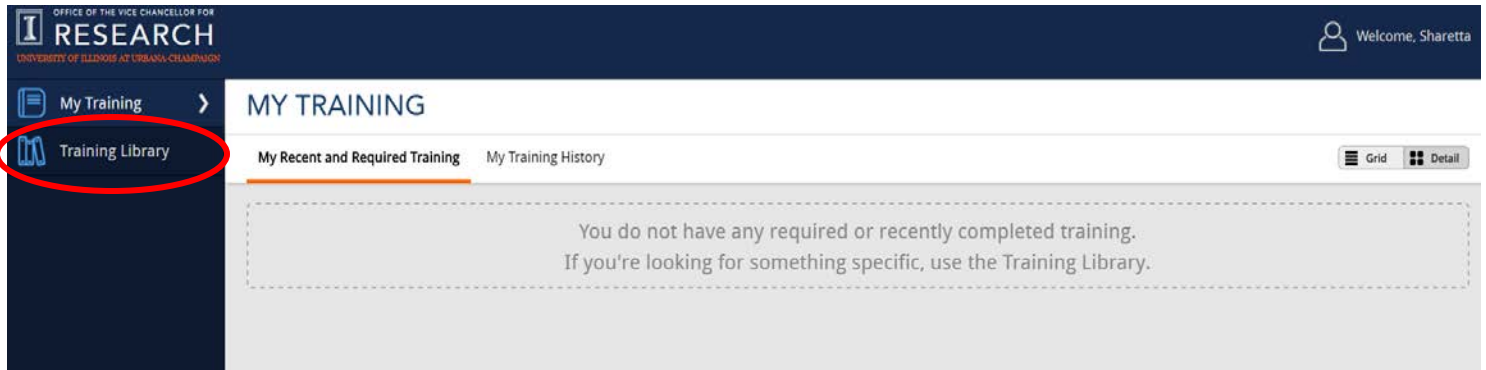 OFFICE OF THE VICE CHANCELLOR FOR
I RESEARCH
UNIVERSITY OF ILLINOIS AT URBANA-CHAMPAIGN
Welcome, Sharetta
My Training
Training Library
MY TRAINING
My Recent and Required Training My Training History
Grid Detail
You do not have any required or recently completed training.
If you're looking for something specific, use the Training Library.